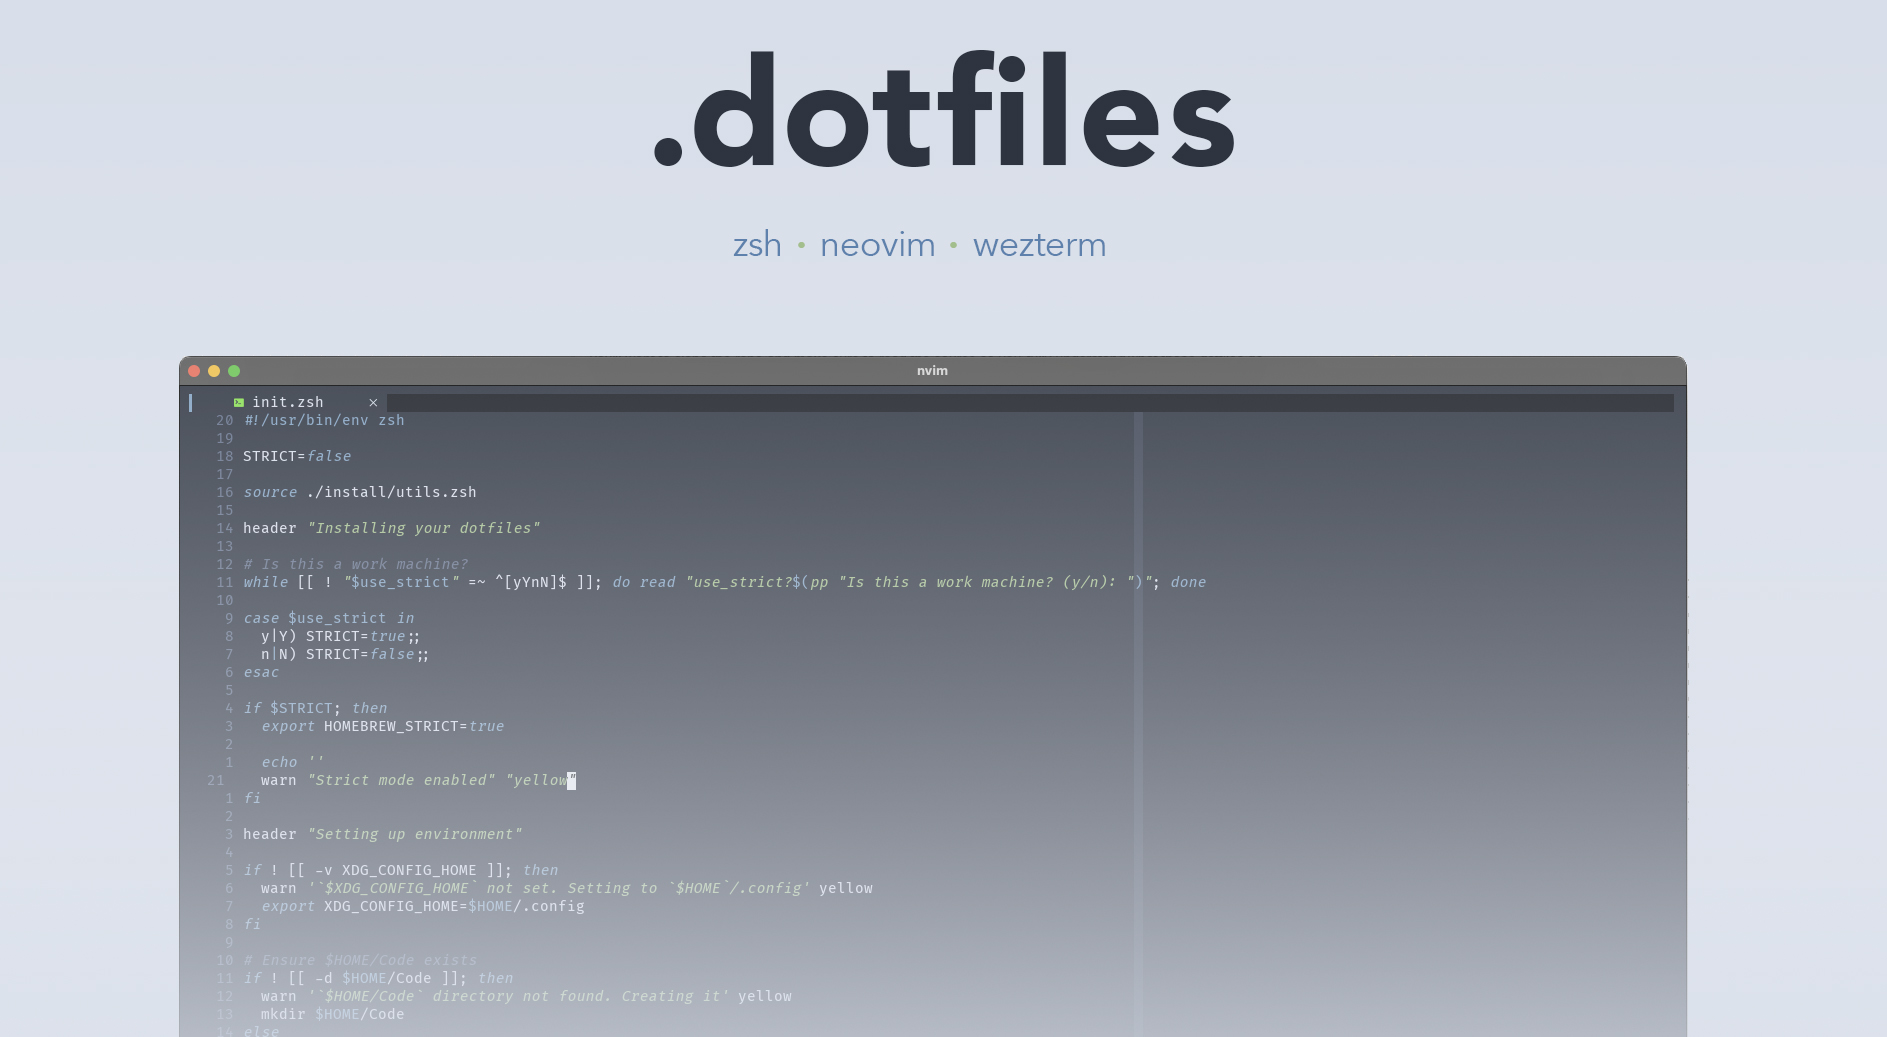 .dotfiles
zsh • neovim • wezterm
nvim
init.zsh ×
20 #!/usr/bin/env zsh
19
18 STRICT=false
17
16 source ./install/utils.zsh
15
14 header "Installing your dotfiles"
13
12 # Is this a work machine?
11 while [[ ! "$use_strict" =~ ^[yYnN]$ ]]; do read "use_strict?$(pp "Is this a work machine? (y/n): ")"; done
10
9 case $use_strict in
8   y|Y) STRICT=true;;
7   n|N) STRICT=false;;
6 esac
5
4 if $STRICT; then
3   export HOMEBREW_STRICT=true
2
1   echo ''
21   warn "Strict mode enabled" "yellow"
1 fi
2
3 header "Setting up environment"
4
5 if ! [[ -v XDG_CONFIG_HOME ]]; then
6   warn '`$XDG_CONFIG_HOME` not set. Setting to `$HOME`/.config' yellow
7   export XDG_CONFIG_HOME=$HOME/.config
8 fi
9
10 # Ensure $HOME/Code exists
11 if ! [[ -d $HOME/Code ]]; then
12   warn '`$HOME/Code` directory not found. Creating it' yellow
13   mkdir $HOME/Code
14 else